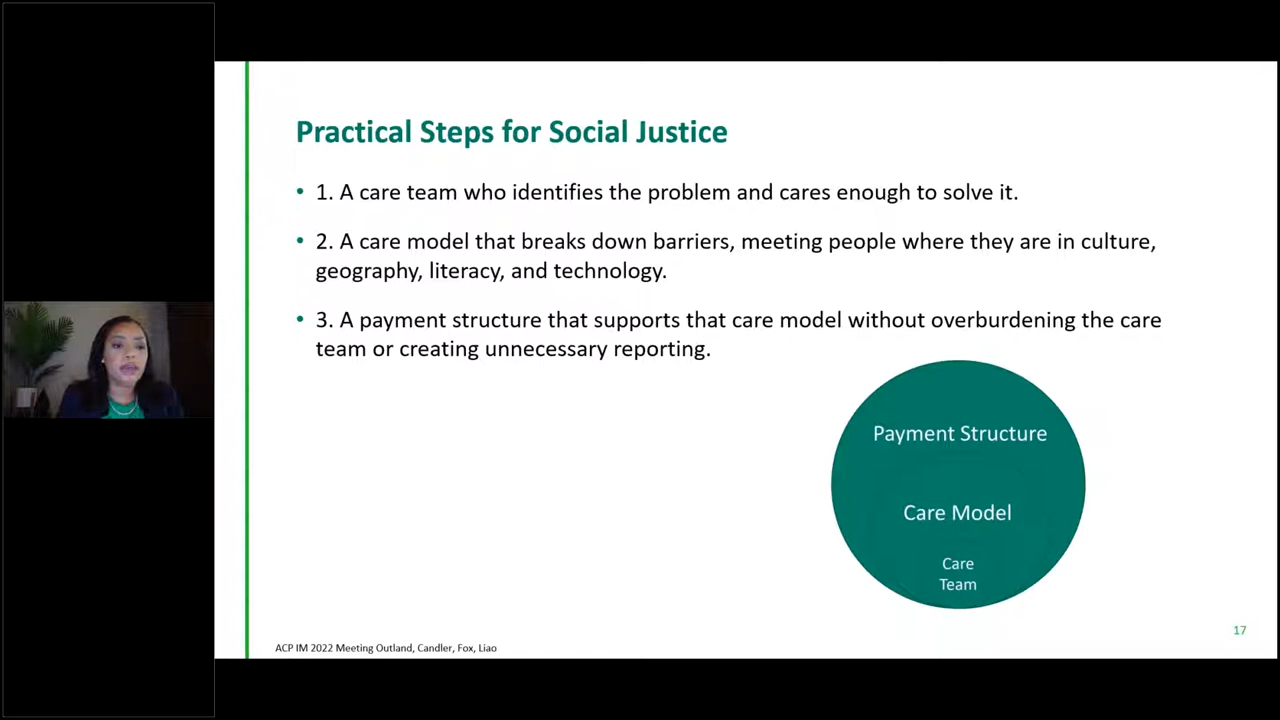 Practical Steps for Social Justice
• 1. A care team who identifies the problem and cares enough to solve it.
• 2. A care model that breaks down barriers, meeting people where they are in culture,
geography, literacy, and technology.
• 3. A payment structure that supports that care model without overburdening the care
team or creating unnecessary reporting.
Payment Structure
Care Model
Care
Team
17
ACP IM 2022 Meeting Outland, Candler, Fox, Liao